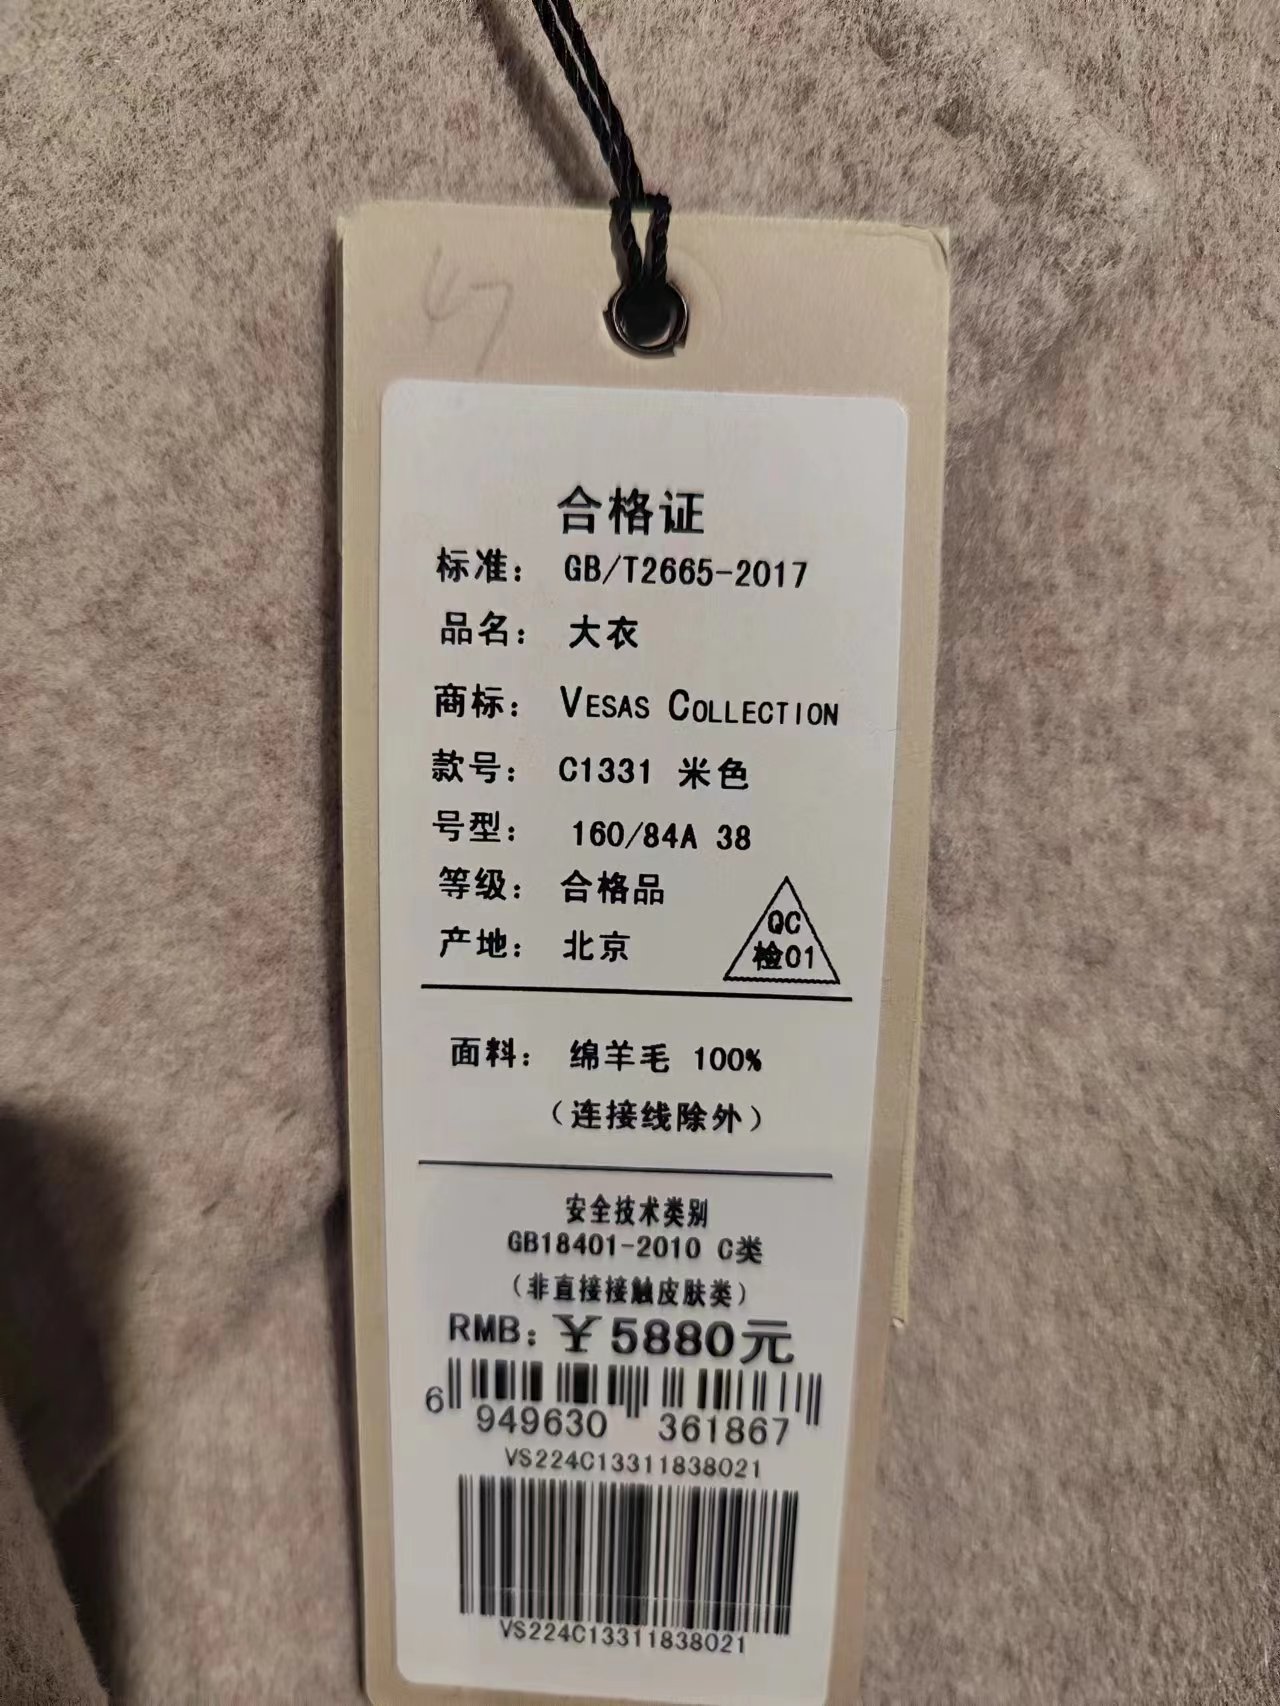 合格证
标准: GB/T2665-2017
品名: 大衣
商标: VESAS COLLECTION
款号: C1331 米色
号型: 160/84A 38
等级: 合格品
产地: 北京
QC
检01
面料: 绵羊毛 100%
(连接线除外)
安全技术类别
GB18401-2010 C类
(非直接接触皮肤类)
RMB: ¥5880元
6 949630 361867
VS224C13311838021
VS224C13311838021